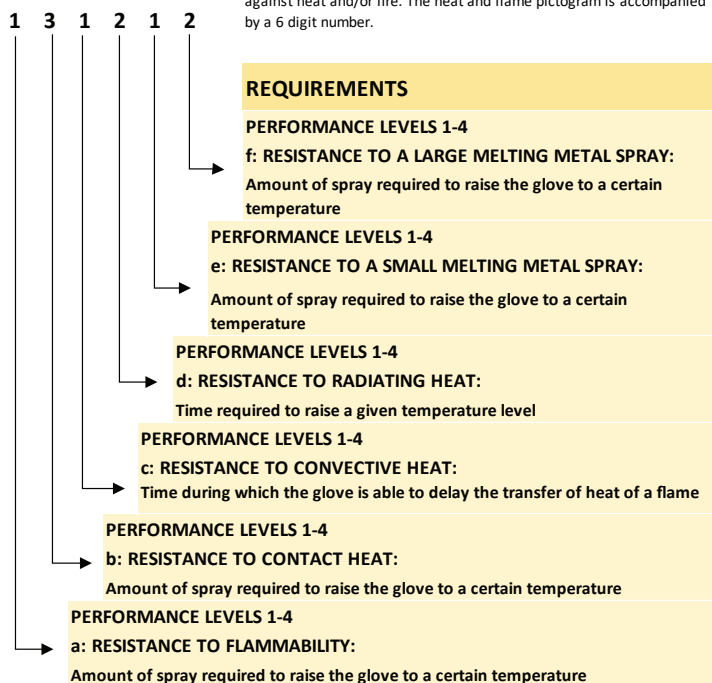 against heat and/or fire. The heat and flame pictogram is accompanied
by a 6 digit number.
1 3 1 2 1 2
REQUIREMENTS
PERFORMANCE LEVELS 1-4
f: RESISTANCE TO A LARGE MELTING METAL SPRAY:
Amount of spray required to raise the glove to a certain
temperature
PERFORMANCE LEVELS 1-4
e: RESISTANCE TO A SMALL MELTING METAL SPRAY:
Amount of spray required to raise the glove to a certain
temperature
PERFORMANCE LEVELS 1-4
d: RESISTANCE TO RADIATING HEAT:
Time required to raise a given temperature level
PERFORMANCE LEVELS 1-4
c: RESISTANCE TO CONVECTIVE HEAT:
Time during which the glove is able to delay the transfer of heat of a flame
PERFORMANCE LEVELS 1-4
b: RESISTANCE TO CONTACT HEAT:
Amount of spray required to raise the glove to a certain temperature
PERFORMANCE LEVELS 1-4
a: RESISTANCE TO FLAMMABILITY:
Amount of spray required to raise the glove to a certain temperature